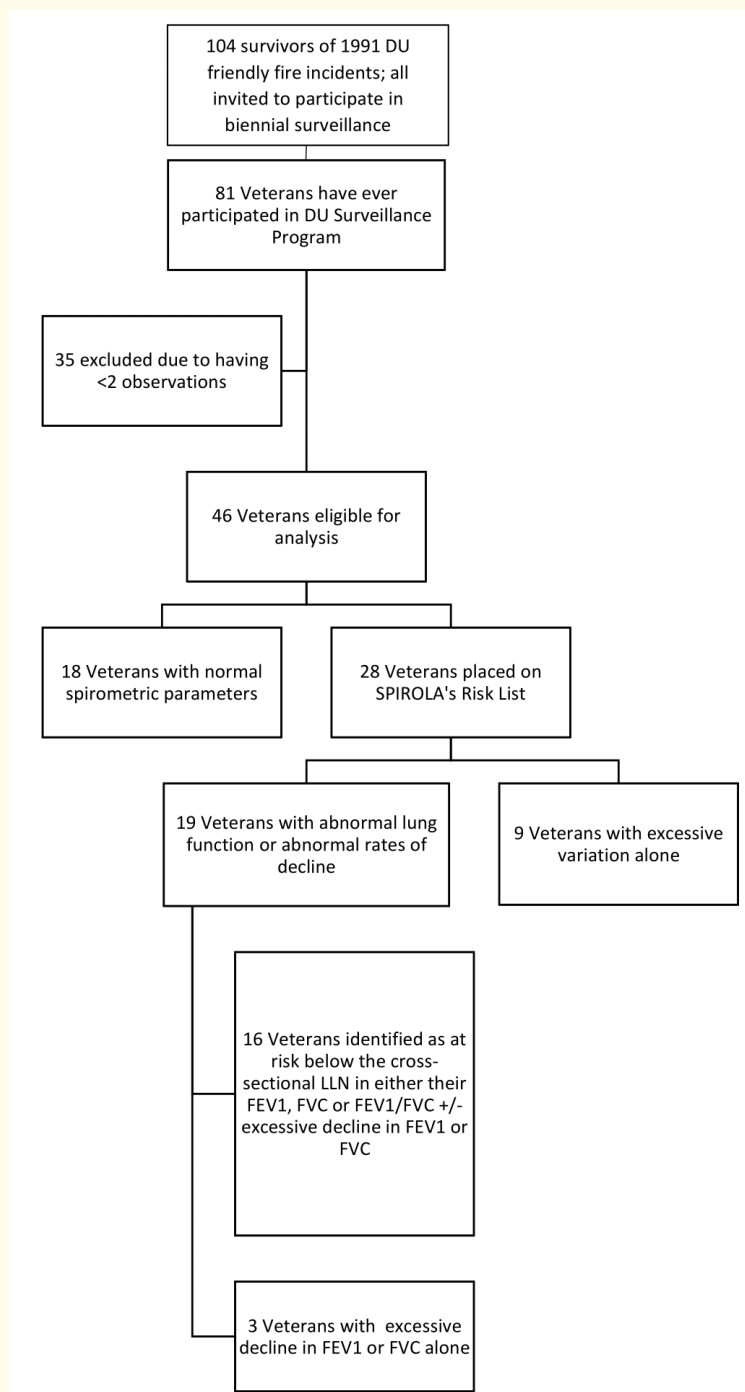 104 survivors of 1991 DU
friendly fire incidents; all
invited to participate in
biennial surveillance
81 Veterans have ever
participated in DU Surveillance
Program
35 excluded due to having
<2 observations
46 Veterans eligible for
analysis
18 Veterans with normal
spirometric parameters
28 Veterans placed on
SPIROLA's Risk List
19 Veterans with abnormal lung
function or abnormal rates of
decline
9 Veterans with excessive
variation alone
16 Veterans identified as at
risk below the cross-
sectional LLN in either their
FEV1, FVC or FEV1/FVC +/-
excessive decline in FEV1 or
FVC
3 Veterans with excessive
decline in FEV1 or FVC alone